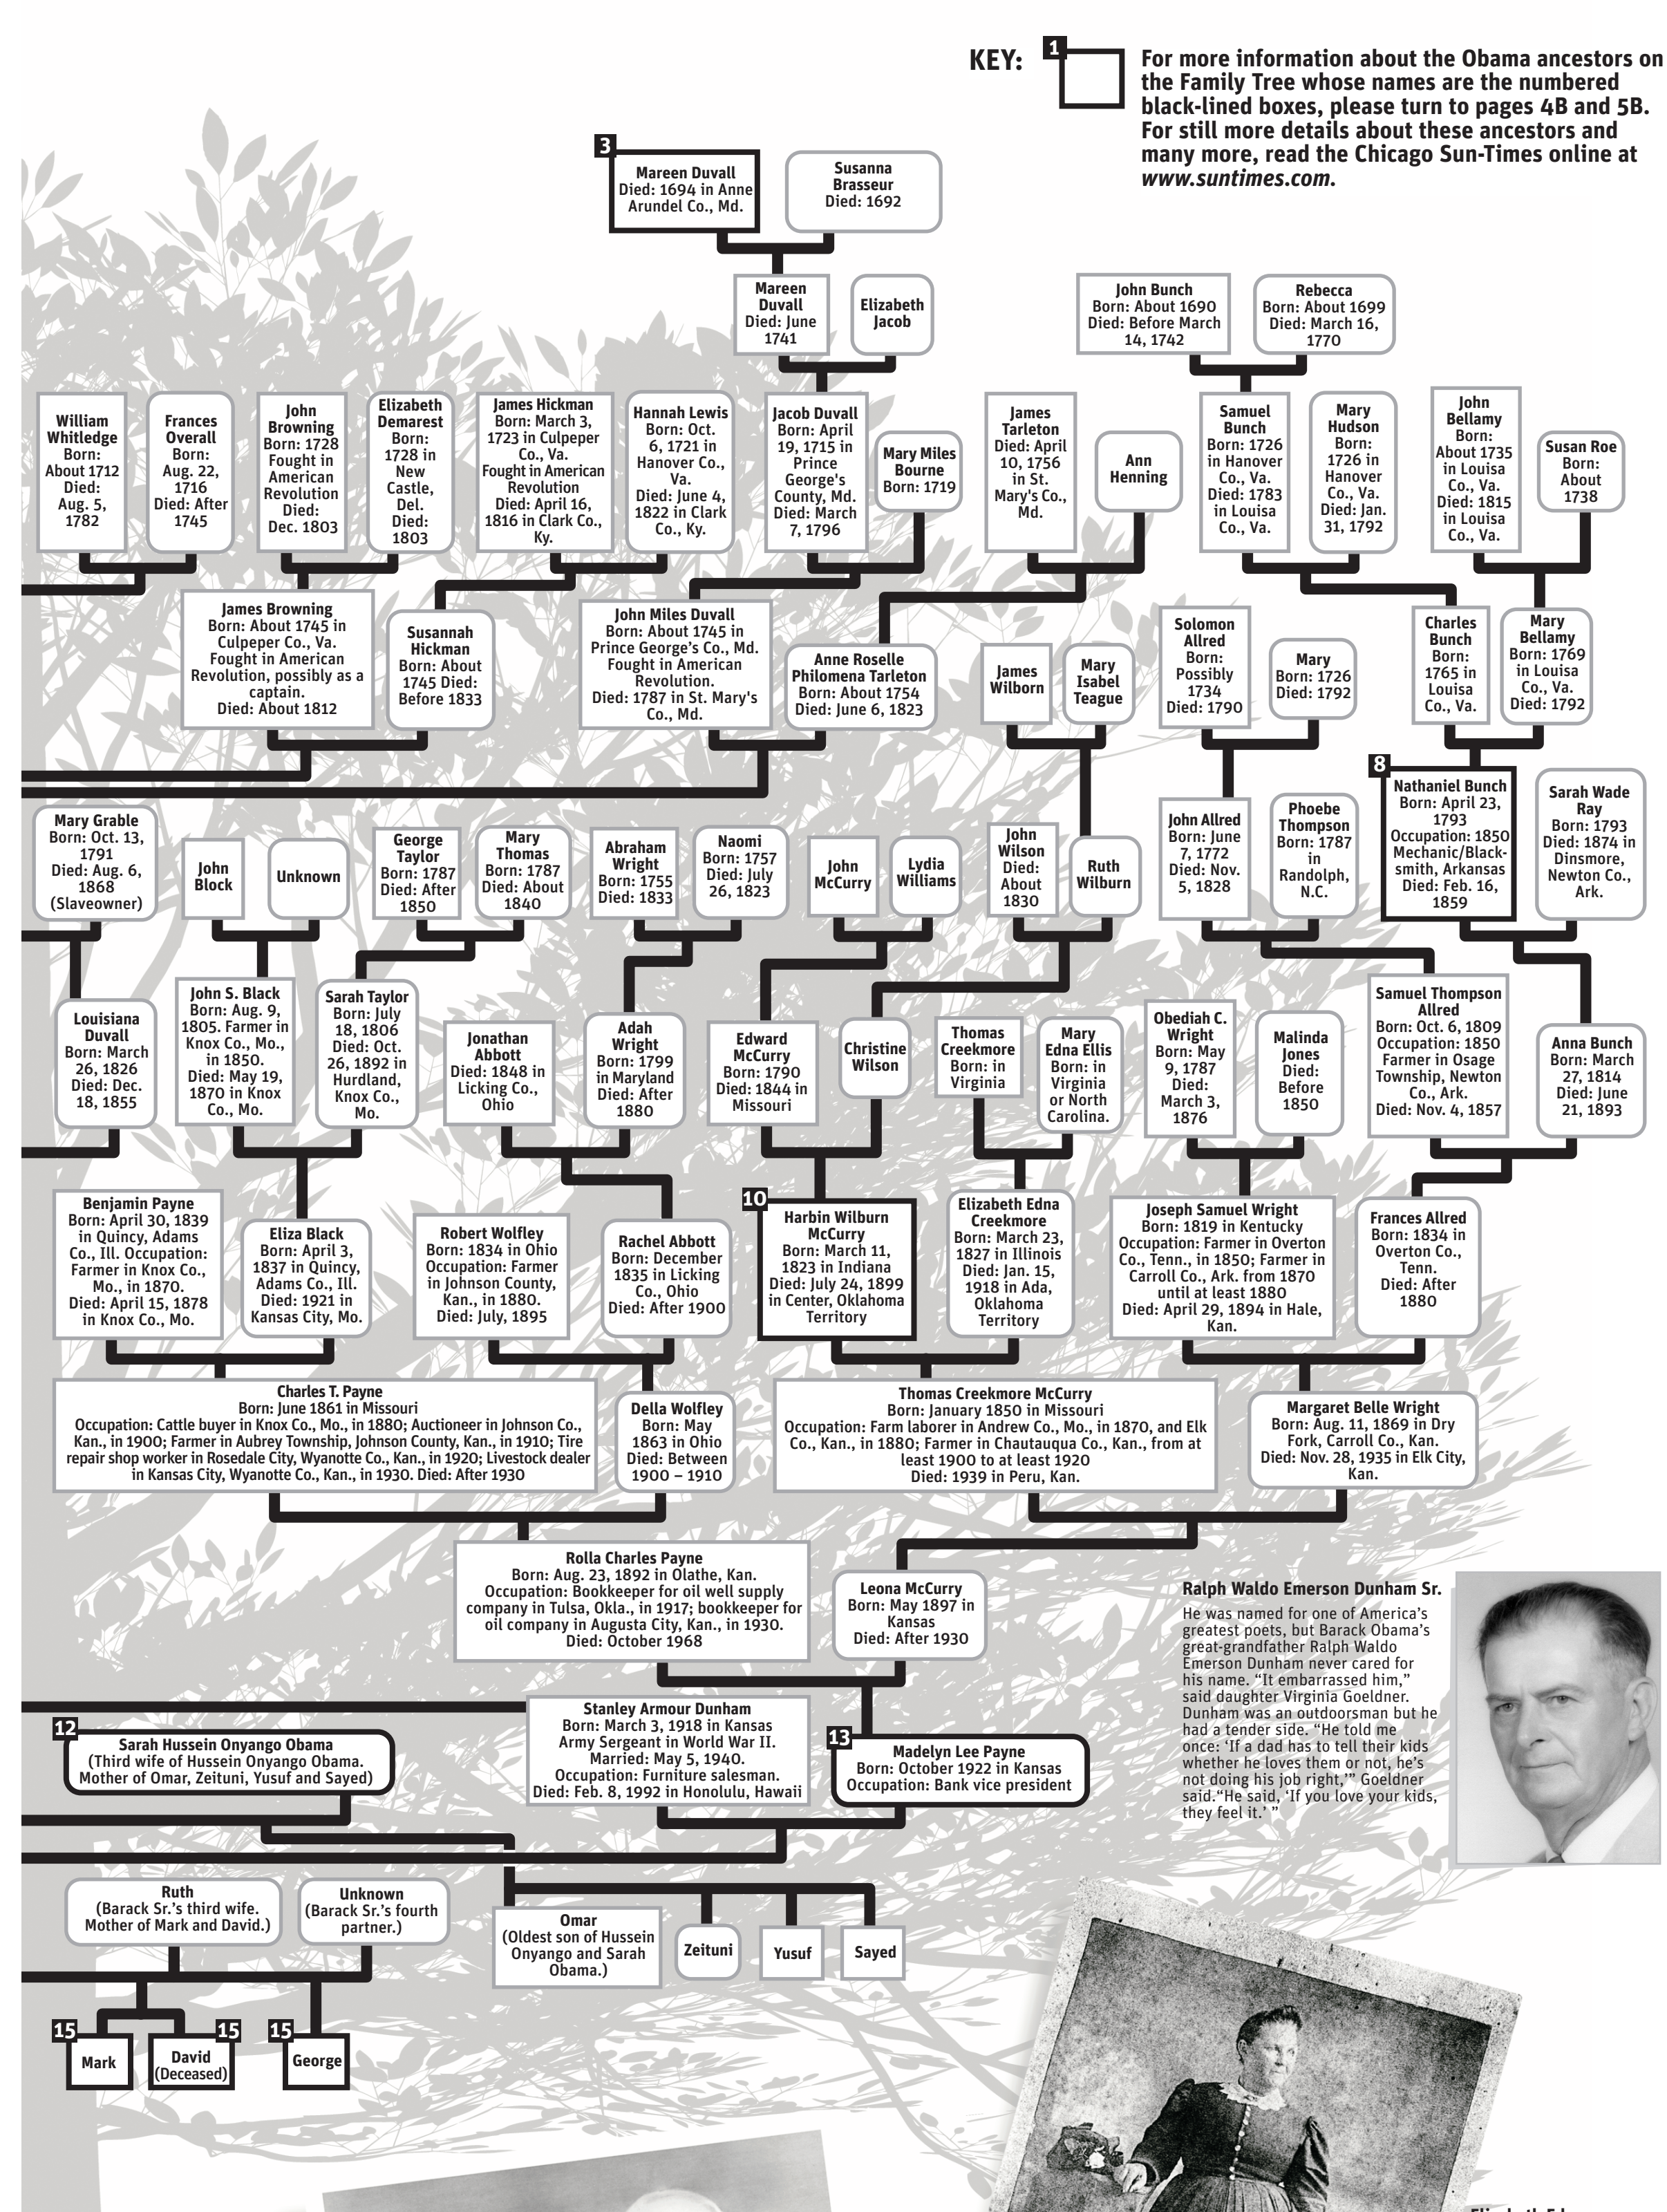 KEY:
1
For more information about the Obama ancestors on
the Family Tree whose names are the numbered
black-lined boxes, please turn to pages 4B and 5B.
For still more details about these ancestors and
many more, read the Chicago Sun-Times online at
www.suntimes.com.
3
Mareen Duvall
Died: 1694 in Anne
Arundel Co., Md.
Susanna
Brasseur
Died: 1692
Mareen
Duvall
Died: June
1741
Elizabeth
Jacob
John Bunch
Born: About 1690
Died: Before March
14, 1742
Rebecca
Born: About 1699
Died: March 16,
1770
William
Whitledge
Born:
About 1712
Died:
Aug. 5,
1782
Frances
Overall
Born:
Aug. 22,
1716
Died: After
1745
John
Browning
Born: 1728
Fought in
American
Revolution
Died:
Dec. 1803
Elizabeth
Demarest
Born:
1728 in
New
Castle,
Del.
Died:
1803
James Hickman
Born: March 3,
1723 in Culpeper
Co., Va.
Fought in American
Revolution
Died: April 16,
1816 in Clark Co.,
Ky.
Hannah Lewis
Born: Oct.
6, 1721 in
Hanover Co.,
Va.
Died: June 4,
1822 in Clark
Co., Ky.
Jacob Duvall
Born: April
19, 1715 in
Prince
George's
County, Md.
Died: March
7, 1796
Mary Miles
Bourne
Born: 1719
James
Tarleton
Died: April
10, 1756
in St.
Mary's Co.,
Md.
Ann
Henning
Samuel
Bunch
Born: 1726
in Hanover
Co., Va.
Died: 1783
in Louisa
Co., Va.
Mary
Hudson
Born:
1726 in
Hanover
Co., Va.
Died: Jan.
31, 1792
John
Bellamy
Born:
About 1735
in Louisa
Co., Va.
Died: 1815
in Louisa
Co., Va.
Susan Roe
Born:
About
1738
James Browning
Born: About 1745 in
Culpeper Co., Va.
Fought in American
Revolution, possibly as a
captain.
Died: About 1812
Susannah
Hickman
Born: About
1745 Died:
Before 1833
John Miles Duvall
Born: About 1745 in
Prince George's Co., Md.
Fought in American
Revolution.
Died: 1787 in St. Mary's
Co., Md.
Anne Roselle
Philomena Tarleton
Born: About 1754
Died: June 6, 1823
James
Wilborn
Mary
Isabel
Teague
Solomon
Allred
Born:
Possibly
1734
Died: 1790
Mary
Born: 1726
Died: 1792
Charles
Bunch
Born:
1765 in
Louisa
Co., Va.
Mary
Bellamy
Born: 1769
in Louisa
Co., Va.
Died: 1792
Mary Grable
Born: Oct. 13,
1791
Died: Aug. 6,
1868
(Slaveowner)
John
Block
Unknown
George
Taylor
Born: 1787
Died: After
1850
Mary
Thomas
Born: 1787
Died: About
1840
Abraham
Wright
Born: 1755
Died: 1833
Naomi
Born: 1757
Died: July
26, 1823
John
McCurry
Lydia
Williams
John
Wilson
Died:
About
1830
Ruth
Wilburn
John Allred
Born: June
7, 1772
Died: Nov.
5, 1828
Phoebe
Thompson
Born: 1787
in
Randolph,
N.C.
8
Nathaniel Bunch
Born: April 23,
1793
Occupation: 1850
Mechanic/Black-
smith, Arkansas
Died: Feb. 16,
1859
Sarah Wade
Ray
Born: 1793
Died: 1874 in
Dinsmore,
Newton Co.,
Ark.
Louisiana
Duvall
Born: March
26, 1826
Died: Dec.
18, 1855
John S. Black
Born: Aug. 9,
1805. Farmer in
Knox Co., Mo.,
in 1850.
Died: May 19,
1870 in Knox
Co., Mo.
Sarah Taylor
Born: July
18, 1806
Died: Oct.
26, 1892 in
Hurdland,
Knox Co.,
Mo.
Jonathan
Abbott
Died: 1848 in
Licking Co.,
Ohio
Adah
Wright
Born: 1799
in Maryland
Died: After
1880
Edward
McCurry
Born: 1790
Died: 1844 in
Missouri
Christine
Wilson
Thomas
Creekmore
Born: in
Virginia
Mary
Edna Ellis
Born: in
Virginia
or North
Carolina.
Obediah C.
Wright
Born: May
9, 1787
Died:
March 3,
1876
Malinda
Jones
Died:
Before
1850
Samuel Thompson
Allred
Born: Oct. 6, 1809
Occupation: 1850
Farmer in Osage
Township, Newton
Co., Ark.
Died: Nov. 4, 1857
Anna Bunch
Born: March
27, 1814
Died: June
21, 1893
Benjamin Payne
Born: April 30, 1839
in Quincy, Adams
Co., Ill. Occupation:
Farmer in Knox Co.,
Mo., in 1870.
Died: April 15, 1878
in Knox Co., Mo.
Eliza Black
Born: April 3,
1837 in Quincy,
Adams Co., Ill.
Died: 1921 in
Kansas City, Mo.
Robert Wolfley
Born: 1834 in Ohio
Occupation: Farmer
in Johnson County,
Kan., in 1880.
Died: July, 1895
Rachel Abbott
Born: December
1835 in Licking
Co., Ohio
Died: After 1900
10
Harbin Wilburn
McCurry
Born: March 11,
1823 in Indiana
Died: July 24, 1899
in Center, Oklahoma
Territory
Elizabeth Edna
Creekmore
Born: March 23,
1827 in Illinois
Died: Jan. 15,
1918 in Ada,
Oklahoma
Territory
Joseph Samuel Wright
Born: 1819 in Kentucky
Occupation: Farmer in Overton
Co., Tenn., in 1850; Farmer in
Carroll Co., Ark. from 1870
until at least 1880
Died: April 29, 1894 in Hale,
Kan.
Frances Allred
Born: 1834 in
Overton Co.,
Tenn.
Died: After
1880
Charles T. Payne
Born: June 1861 in Missouri
Occupation: Cattle buyer in Knox Co., Mo., in 1880; Auctioneer in Johnson Co.,
Kan., in 1900; Farmer in Aubrey Township, Johnson County, Kan., in 1910; Tire
repair shop worker in Rosedale City, Wyanotte Co., Kan., in 1920; Livestock dealer
in Kansas City, Wyanotte Co., Kan., in 1930. Died: After 1930
Della Wolfley
Born: May
1863 in Ohio
Died: Between
1900 – 1910
Thomas Creekmore McCurry
Born: January 1850 in Missouri
Occupation: Farm laborer in Andrew Co., Mo., in 1870, and Elk
Co., Kan., in 1880; Farmer in Chautauqua Co., Kan., from at
least 1900 to at least 1920
Died: 1939 in Peru, Kan.
Margaret Belle Wright
Born: Aug. 11, 1869 in Dry
Fork, Carroll Co., Kan.
Died: Nov. 28, 1935 in Elk City,
Kan.
Rolla Charles Payne
Born: Aug. 23, 1892 in Olathe, Kan.
Occupation: Bookkeeper for oil well supply
company in Tulsa, Okla., in 1917; bookkeeper for
oil company in Augusta City, Kan., in 1930.
Died: October 1968
Leona McCurry
Born: May 1897 in
Kansas
Died: After 1930
Ralph Waldo Emerson Dunham Sr.
He was named for one of America's
greatest poets, but Barack Obama's
great-grandfather Ralph Waldo
Emerson Dunham never cared for
his name. “It embarrassed him,”
said daughter Virginia Goeldner.
Dunham was an outdoorsman but he
had a tender side. “He told me
once: ‘If a dad has to tell their kids
whether he loves them or not, he's
not doing his job right,’” Goeldner
said.“He said, ‘If you love your kids,
they feel it.’ ”
12
Sarah Hussein Onyango Obama
(Third wife of Hussein Onyango Obama.
Mother of Omar, Zeituni, Yusuf and Sayed)
Stanley Armour Dunham
Born: March 3, 1918 in Kansas
Army Sergeant in World War II.
Married: May 5, 1940.
Occupation: Furniture salesman.
Died: Feb. 8, 1992 in Honolulu, Hawaii
13
Madelyn Lee Payne
Born: October 1922 in Kansas
Occupation: Bank vice president
Ruth
(Barack Sr.'s third wife.
Mother of Mark and David.)
Unknown
(Barack Sr.'s fourth
partner.)
Omar
(Oldest son of Hussein
Onyango and Sarah
Obama.)
Zeituni
Yusuf
Sayed
15
Mark
15
David
(Deceased)
15
George